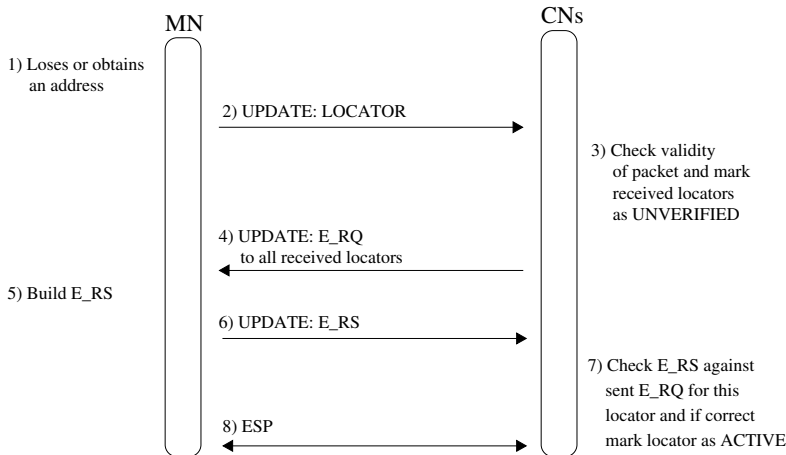 MN
CNs
1) Loses or obtains
an address
2) UPDATE: LOCATOR
3) Check validity
of packet and mark
received locators
as UNVERIFIED
4) UPDATE: E_RQ
to all received locators
5) Build E_RS
6) UPDATE: E_RS
7) Check E_RS against
sent E_RQ for this
locator and if correct
mark locator as ACTIVE
8) ESP